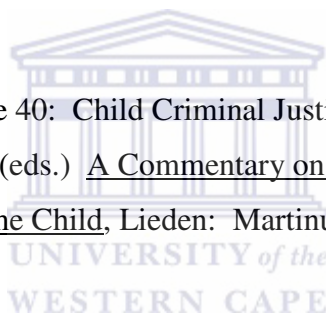 e 40: Child Criminal Justi
(eds.) A Commentary on
he Child, Lieden: Martinu
UNIVERSITY of the
WESTERN CAPE